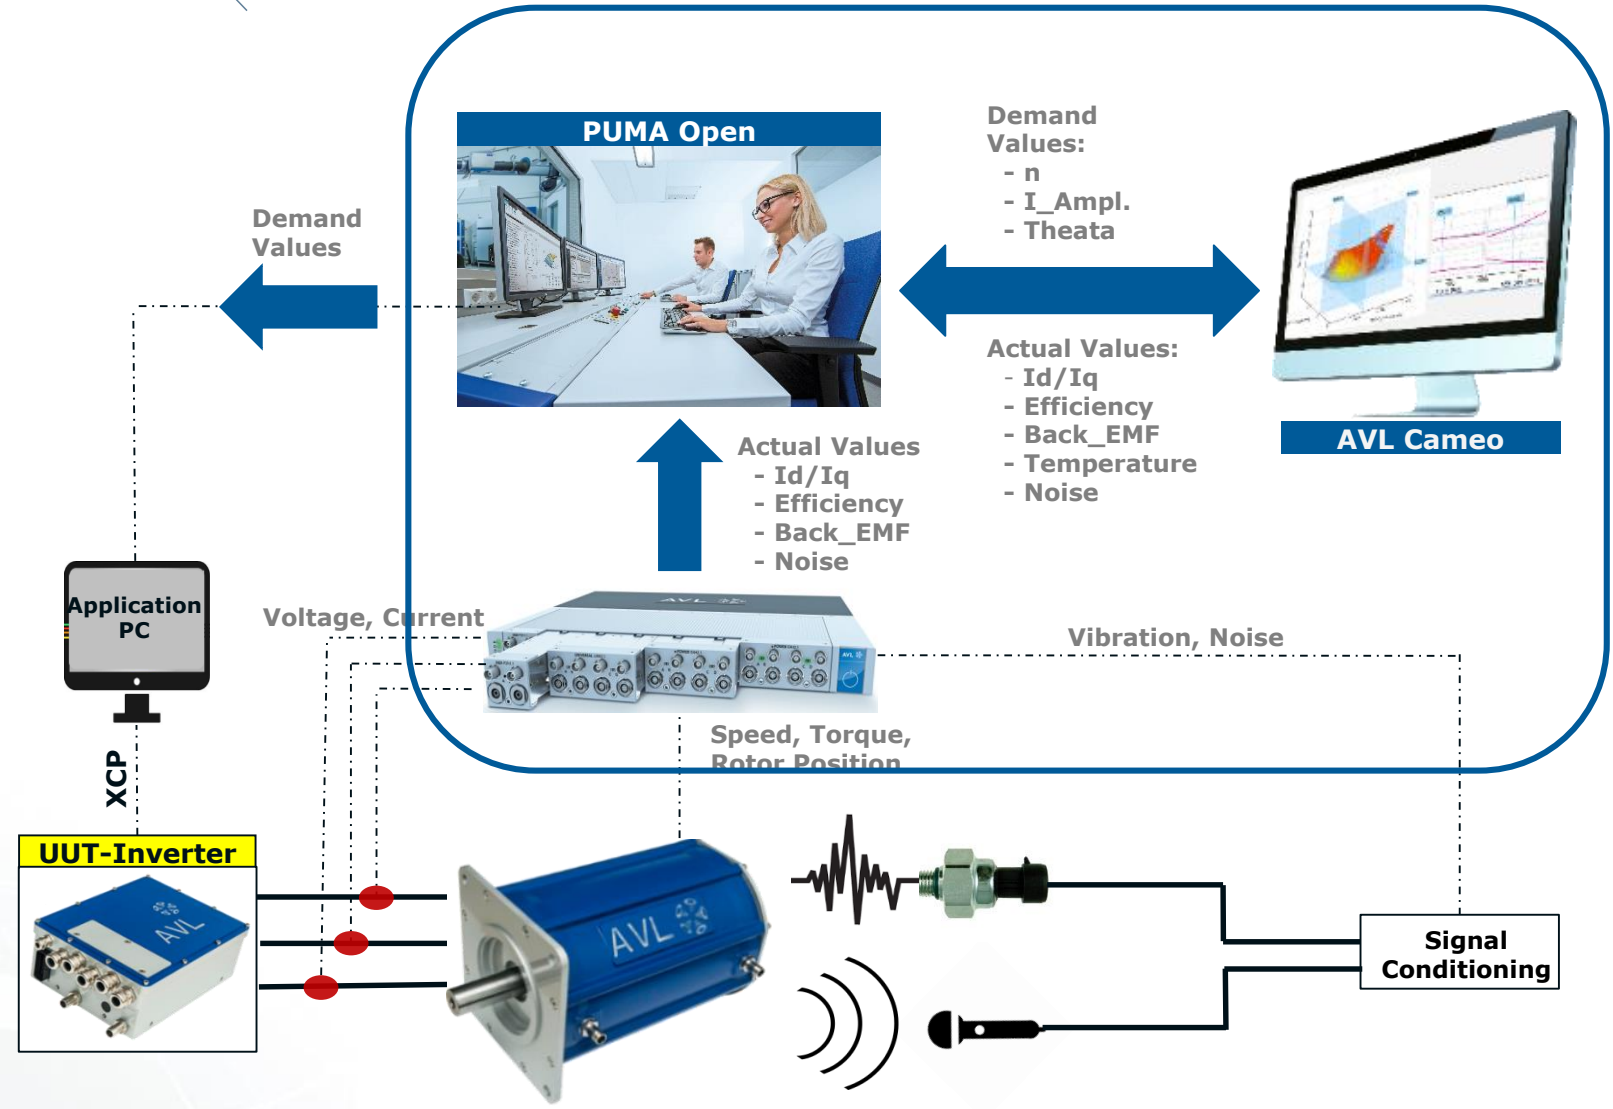 PUMA Open
Demand
Values:
- n
- I_Ampl.
- Theata
Demand
Values
Actual Values:
- Id/Iq
- Efficiency
- Back_EMF
- Temperature
- Noise
AVL Cameo
Actual Values
- Id/Iq
- Efficiency
- Back_EMF
- Noise
Application
PC
Voltage, Current
AVL
AVL
Vibration, Noise
Speed, Torque,
Rotor Position
XCP
UUT-Inverter
AVL
AVL
Signal
Conditioning